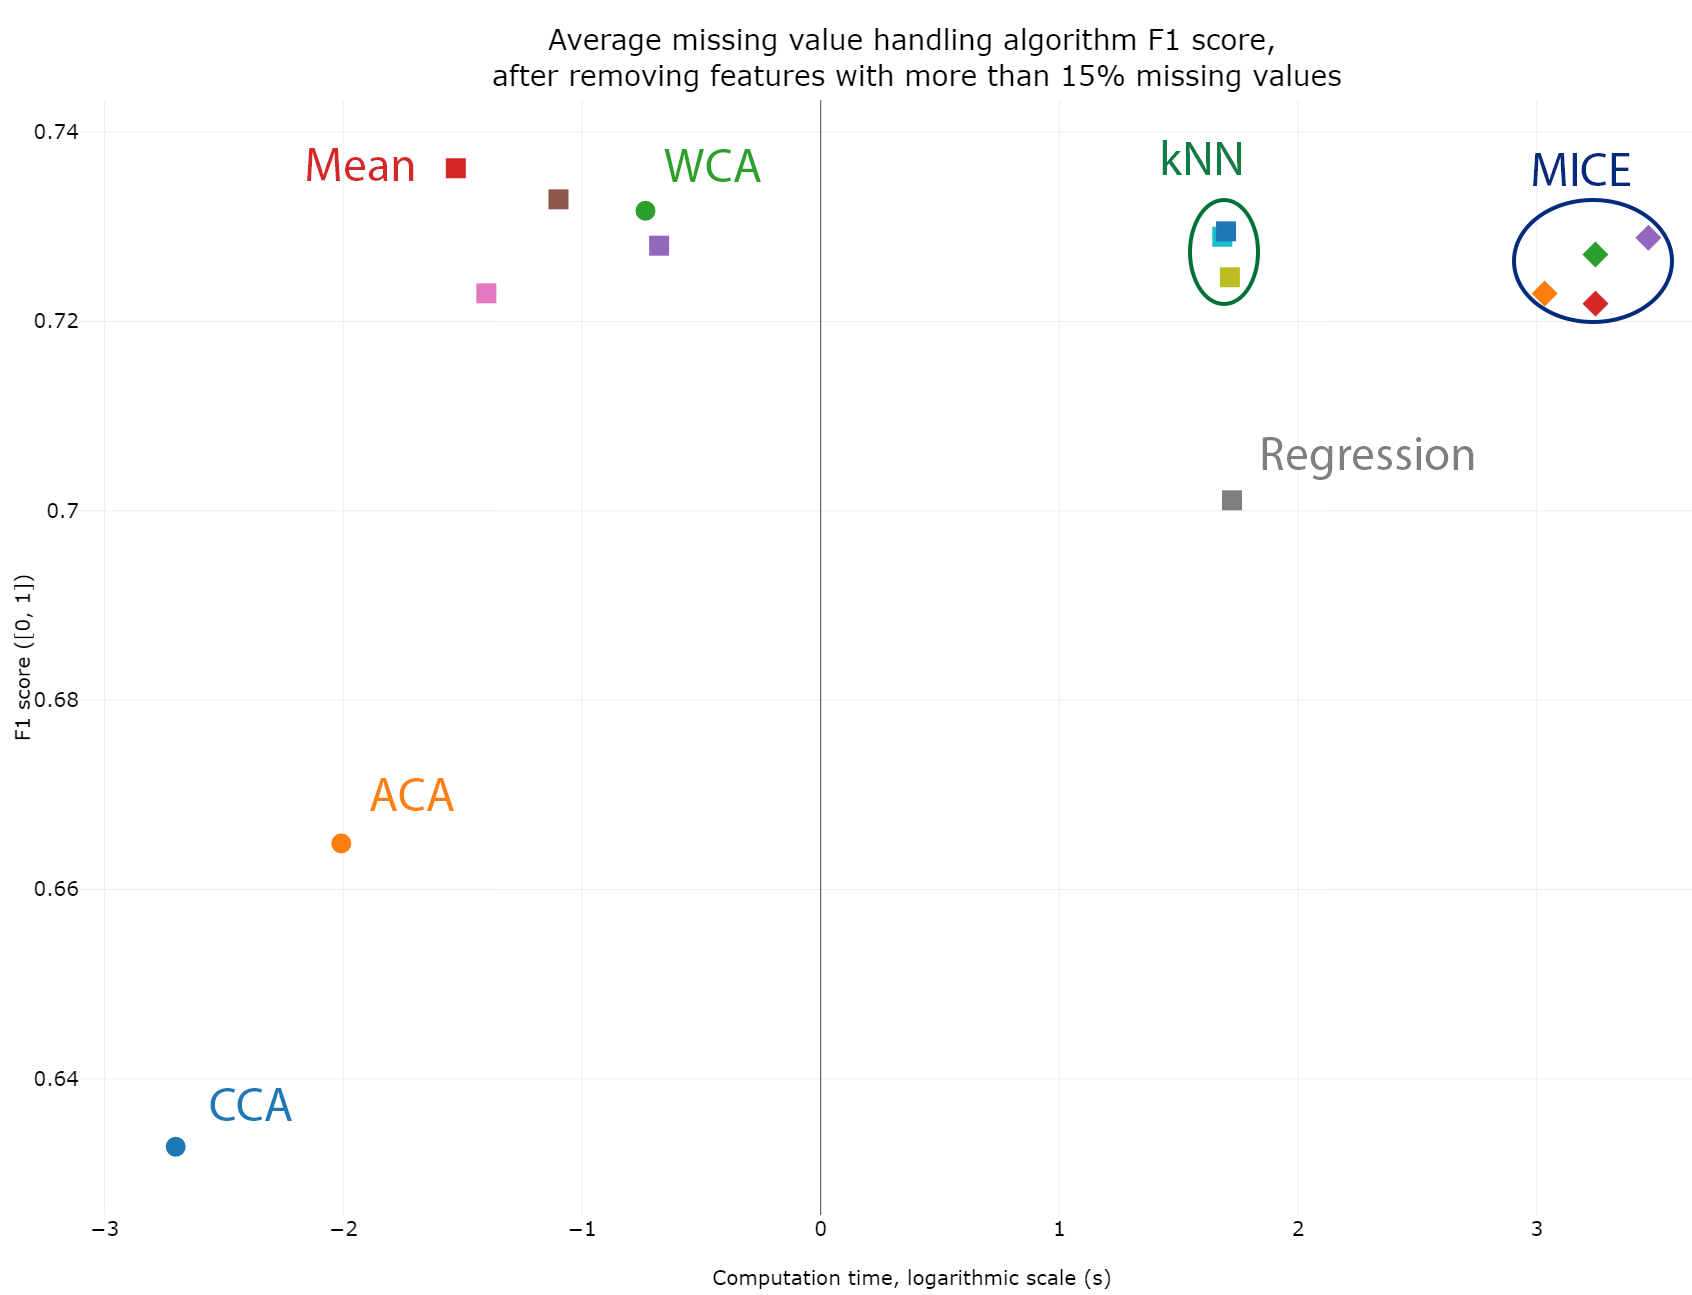 Average missing value handling algorithm F1 score,
after removing features with more than 15% missing values
0.74
0.72
0.7
0.68
0.66
0.64
F1 score ([0, 1])
Mean
WCA
kNN
MICE
Regression
ACA
CCA
−3
−2
−1
0
1
2
3
Computation time, logarithmic scale (s)